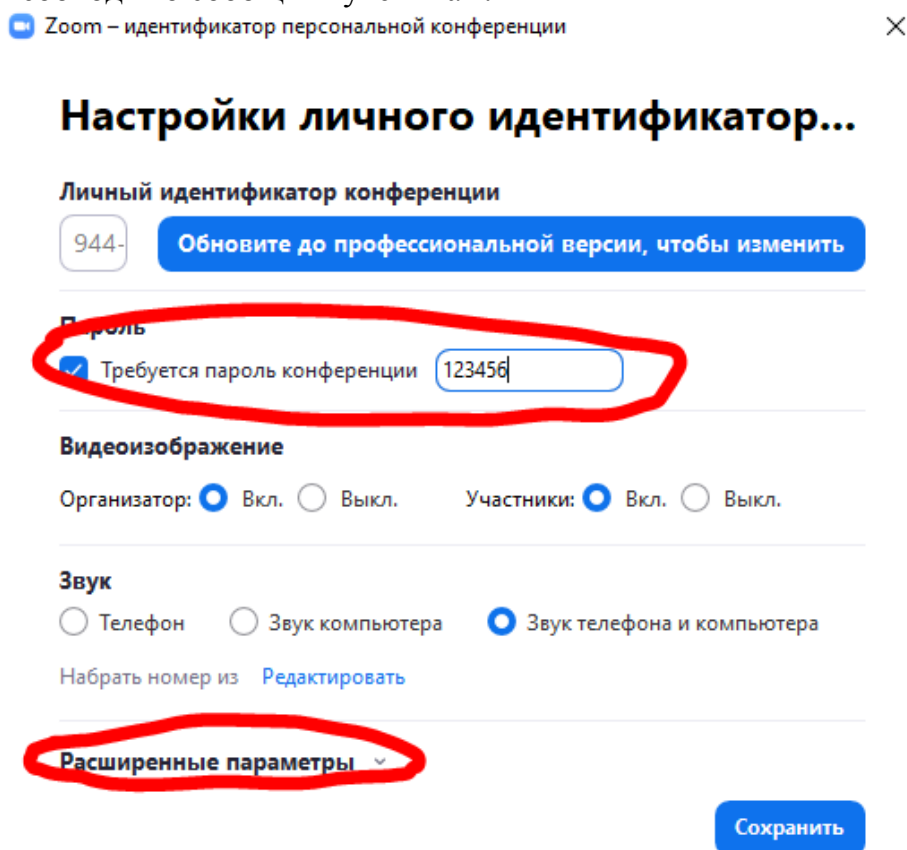 Zoom – идентификатор персональной конференции
Настройки личного идентификатор...
Личный идентификатор конференции
944- Обновите до профессиональной версии, чтобы изменить
Пароль
Требуется пароль конференции 123456
Видеоизображение
Организатор: Вкл. Выкл. Участники: Вкл. Выкл.
Звук
Телефон Звук компьютера Звук телефона и компьютера
Набрать номер из Редактировать
Расширенные параметры
Сохранить